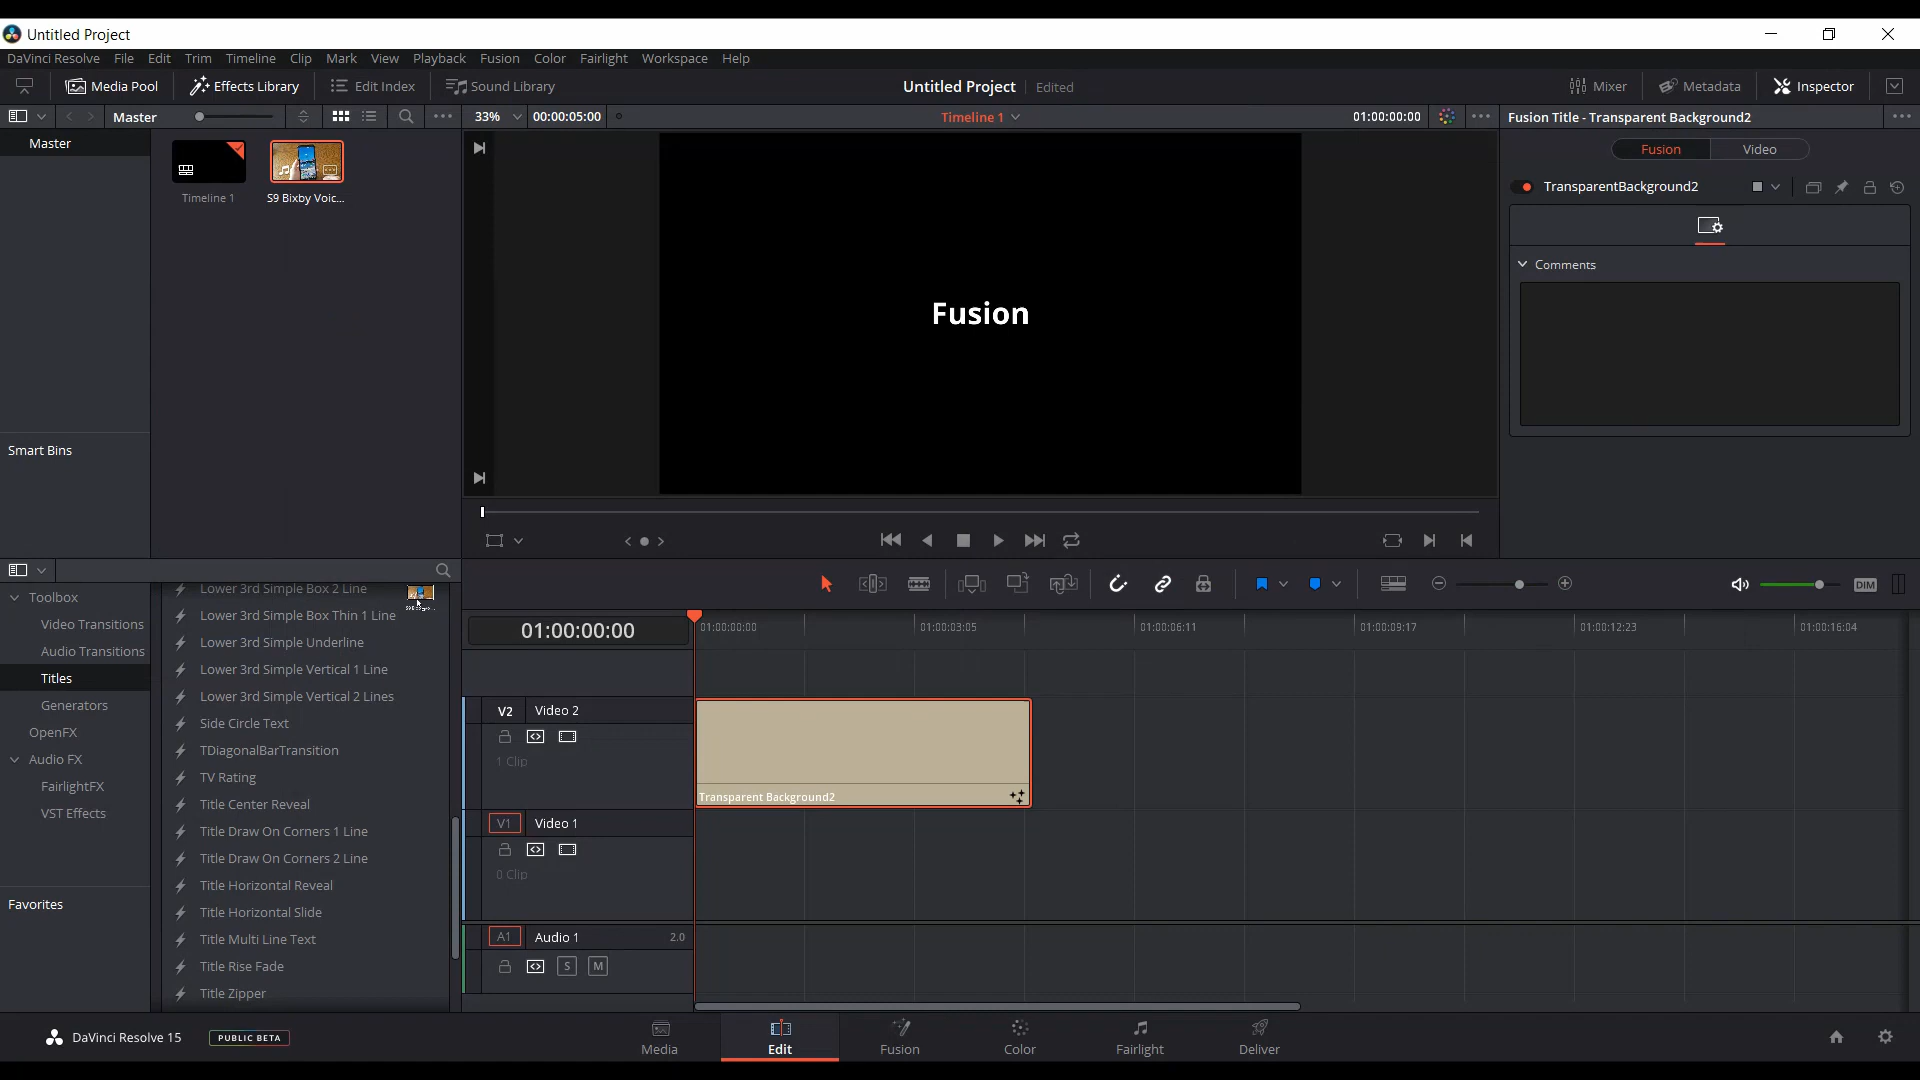 Untitled Project
DaVinci Resolve File Edit Trim Timeline Clip Mark View Playback Fusion Color Fairlight Workspace Help
Media Pool Effects Library Edit Index Sound Library Untitled Project Edited Mixer Metadata Inspector
Master 33% 00:00:05:00 Timeline 1 01:00:00:00 Fusion Title - Transparent Background2
Master
Timeline 1 S9 Bixby Voic...
Smart Bins
Fusion
Fusion Video
TransparentBackground2
Comments
Toolbox
Video Transitions
Audio Transitions
Titles
Generators
OpenFX
Audio FX
FairlightFX
VST Effects
Favorites
Lower 3rd Simple Box 2 Line
Lower 3rd Simple Box Thin 1 Line
Lower 3rd Simple Underline
Lower 3rd Simple Vertical 1 Line
Lower 3rd Simple Vertical 2 Lines
Side Circle Text
TDiagonalBarTransition
TV Rating
Title Center Reveal
Title Draw On Corners 1 Line
Title Draw On Corners 2 Line
Title Horizontal Reveal
Title Horizontal Slide
Title Multi Line Text
Title Rise Fade
Title Zipper
DIM
01:00:00:00 01:00:00:00 01:00:03:05 01:00:06:11 01:00:09:17 01:00:12:23 01:00:16:04
V2 Video 2
1 Clip
Transparent Background2
V1 Video 1
0 Clip
A1 Audio 1 2.0
S M
DaVinci Resolve 15 PUBLIC BETA
Media Edit Fusion Color Fairlight Deliver